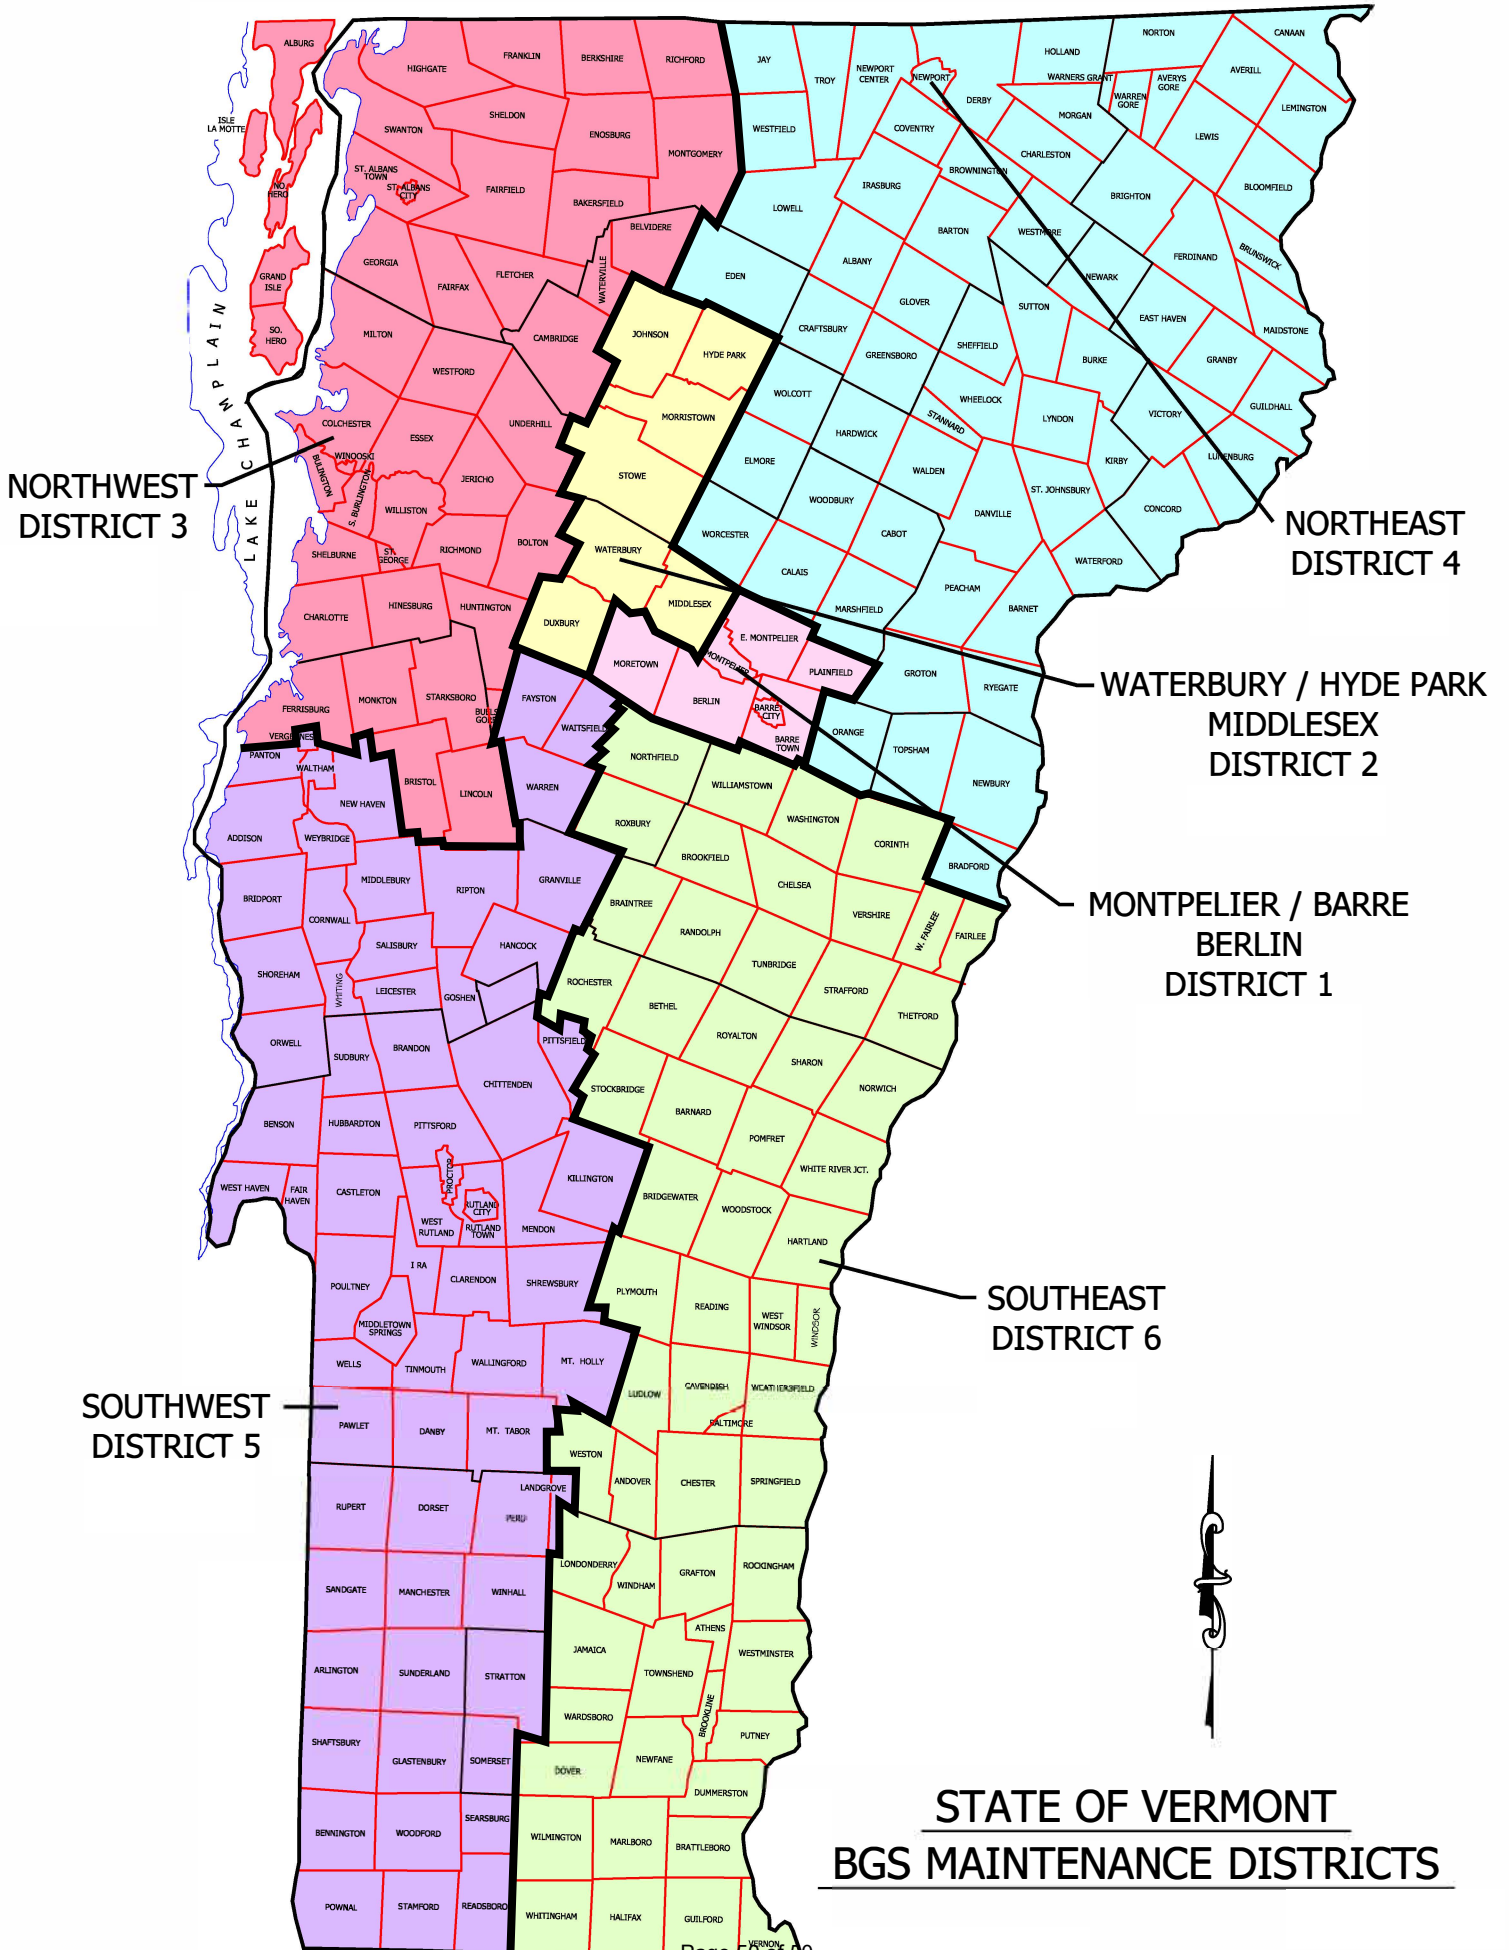 ALBURG
HIGHGATE
FRANKLIN
BERKSHIRE
RICHFORD
JAY
TROY
NEWPORT
CENTER
NEWPORT
DERBY
HOLLAND
WARNERS GRANT
NORTON
WARREN
GORE
AVERYS
GORE
AVERILL
CANAAN
LEMINGTON
ISLE
LA MOTTE
SWANTON
SHELDON
ENOSBURG
MONTGOMERY
WESTFIELD
COVENTRY
MORGAN
LEWIS
CHARLESTON
BROWNINGTON
ST. ALBANS
TOWN
ST. ALBANS
CITY
NO.
HERO
FAIRFIELD
BAKERSFIELD
BELVIDERE
LOWELL
IRASBURG
BRIGHTON
BLOOMFIELD
BARTON
WESTMORE
FERDINAND
BRUNSWICK
GRAND
ISLE
GEORGIA
FAIRFAX
FLETCHER
WATERVILLE
EDEN
ALBANY
NEWARK
SO.
HERO
MILTON
CAMBRIDGE
JOHNSON
HYDE PARK
CRAFTSBURY
GLOVER
SUTTON
EAST HAVEN
MAIDSTONE
GREENSBORO
SHEFFIELD
BURKE
GRANBY
LAKE CHAMPLAIN
WESTFORD
UNDERHILL
MORRISTOWN
WOLCOTT
WHEELOCK
STANNARD
LYNDON
VICTORY
GUILDHALL
COLCHESTER
ESSEX
HARDWICK
WINOOSKI
BULINGTON
S. BURLINGTON
JERICHO
STOWE
ELMORE
WALDEN
KIRBY
LUNENBURG
NORTHWEST
DISTRICT 3
WILLISTON
WOODBURY
DANVILLE
ST. JOHNSBURY
CONCORD
NORTHEAST
DISTRICT 4
SHELBURNE
ST.
GEORGE
RICHMOND
BOLTON
WATERBURY
WORCESTER
CABOT
WATERFORD
CALAIS
PEACHAM
CHARLOTTE
HINESBURG
HUNTINGTON
DUXBURY
MIDDLESEX
MARSHFIELD
BARNET
E. MONTPELIER
MONTPELIER
MORETOWN
PLAINFIELD
GROTON
RYEGATE
WATERBURY / HYDE PARK
MIDDLESEX
DISTRICT 2
FERRISBURG
MONKTON
STARKSBORO
BUELS
GORE
FAYSTON
WAITSFIELD
BERLIN
BARRE
CITY
BARRE
TOWN
ORANGE
TOPSHAM
NEWBURY
VERGENNES
PANTON
WALTHAM
NEW HAVEN
BRISTOL
LINCOLN
WARREN
NORTHFIELD
WILLIAMSTOWN
WASHINGTON
CORINTH
BRADFORD
ADDISON
WEYBRIDGE
ROXBURY
BROOKFIELD
CHELSEA
VERSHIRE
W. FAIRLEE
FAIRLEE
MONTPELIER / BARRE
BERLIN
DISTRICT 1
BRIDPORT
MIDDLEBURY
RIPTON
GRANVILLE
BRAINTREE
CORNWALL
SALISBURY
HANCOCK
RANDOLPH
TUNBRIDGE
STRAFFORD
THETFORD
SHOREHAM
WHITING
LEICESTER
GOSHEN
ROCHESTER
BETHEL
ROYALTON
ORWELL
SUDBURY
BRANDON
PITTSFIELD
SHARON
NORWICH
CHITTENDEN
STOCKBRIDGE
BARNARD
POMFRET
BENSON
HUBBARDTON
PITTSFORD
WHITE RIVER JCT.
WEST HAVEN
FAIR
HAVEN
CASTLETON
PROCTOR
KILLINGTON
BRIDGEWATER
WOODSTOCK
WEST
RUTLAND
RUTLAND
CITY
RUTLAND
TOWN
MENDON
HARTLAND
POULTNEY
I RA
CLARENDON
SHREWSBURY
PLYMOUTH
READING
WEST
WINDSOR
WINDSOR
SOUTHEAST
DISTRICT 6
MIDDLETOWN
SPRINGS
WELLS
TINMOUTH
WALLINGFORD
MT. HOLLY
LUDLOW
CAVENDISH
WEATHERSFIELD
BALTIMORE
SOUTHWEST
DISTRICT 5
PAWLET
DANBY
MT. TABOR
WESTON
ANDOVER
CHESTER
SPRINGFIELD
RUPERT
DORSET
PERU
LANDGROVE
LONDONDERRY
WINDHAM
GRAFTON
ROCKINGHAM
SANDGATE
MANCHESTER
WINHALL
ATHENS
JAMAICA
TOWNSHEND
WESTMINSTER
ARLINGTON
SUNDERLAND
STRATTON
WARDSBORO
BROOKLINE
PUTNEY
SHAFTSBURY
GLASTENBURY
SOMERSET
DOVER
NEWFANE
DUMMERSTON
BENNINGTON
WOODFORD
SEARSBURG
WILMINGTON
MARLBORO
BRATTLEBORO
POWNAL
STAMFORD
READSBORO
WHITINGHAM
HALIFAX
GUILFORD
VERNON
STATE OF VERMONT
BGS MAINTENANCE DISTRICTS